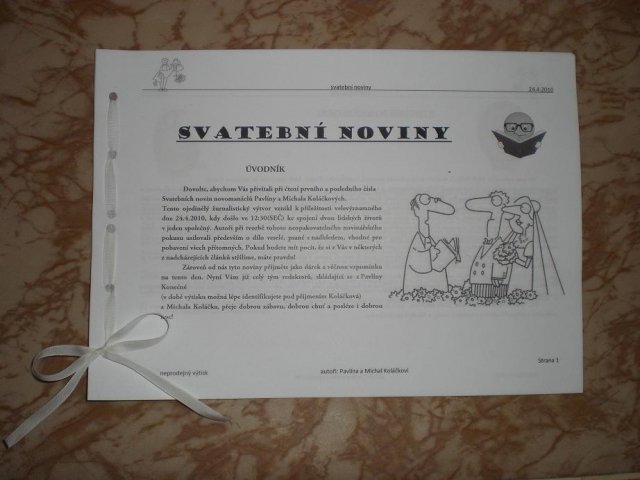 svatební noviny 24.4.2010
SVATEBNÍ NOVINY
ÚVODNÍK
Dovolte, abychom Vás přivítali při čtení prvního a posledního čísla
Svatebních novin novomanželů Pavlíny a Michala Koláčkových.
Tento ojedinělý žurnalistický výtvor vznikl k příležitosti velevýznamného
dne 24.4.2010, kdy došlo ve 12:30(SEČ) ke spojení dvou lidských životů
v jeden společný. Autoři při tvorbě tohoto neopakovatelného novinářského
pokusu usilovali především o dílo veselé, psané s nadhledem, vhodné pro
pobavení všech přítomných. Pokud budete mít pocit, že si z Vás v některých
z nadcházejících článků střílíme, máte pravdu!
Zároveň od nás tyto noviny přijměte jako dárek a věčnou vzpomínku
na tento den. Nyní Vám již celý tým redaktorů, skládající se z Pavlíny
Konečné
(v době výtisku možná lépe identifikujete pod příjmením Koláčková)
a Michala Koláčka, přeje dobrou zábavu, dobrou chuť a posléze i dobrou
noc!
Strana 1
neprodejný výtisk autoři: Pavlína a Michal Koláčkovi